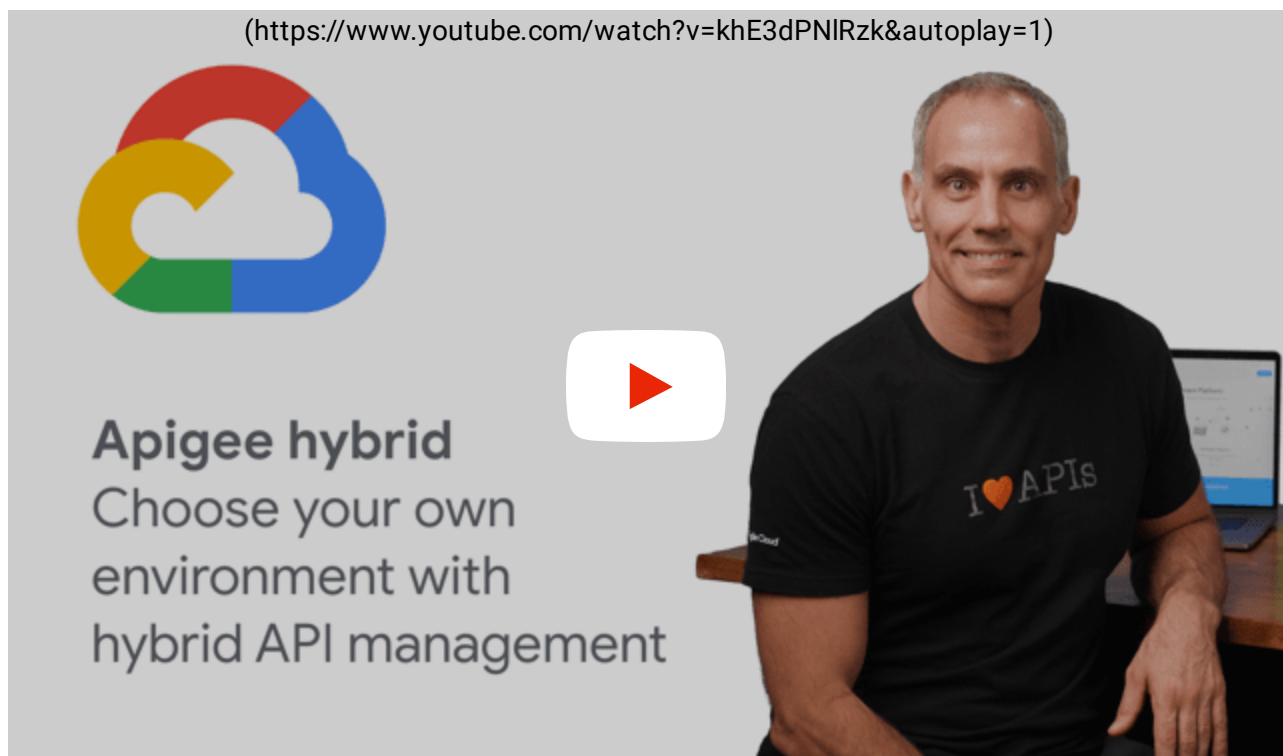 (https://www.youtube.com/watch?v=khE3dPNlRzk&autoplay=1)
Apigee hybrid
Choose your own
environment with
hybrid API management
I APIs
Cloud